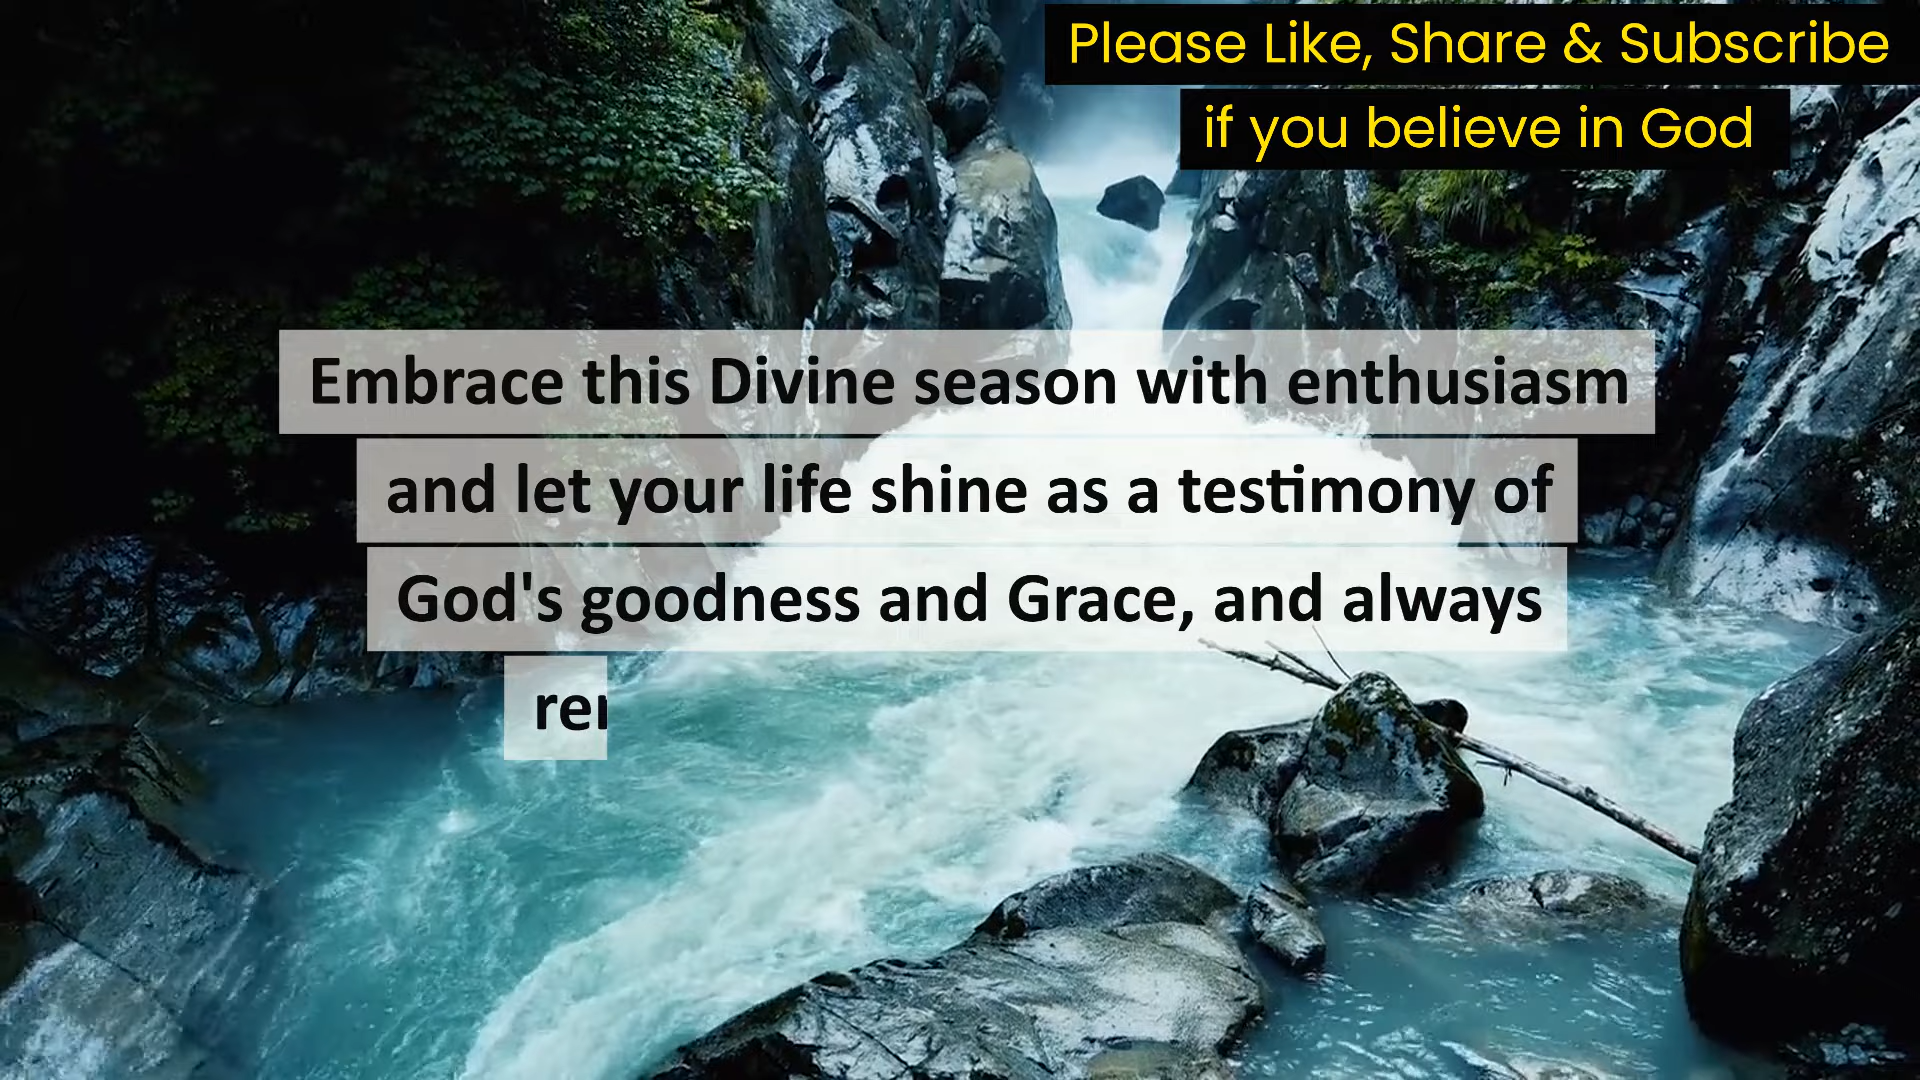 Please Like, Share & Subscribe
if you believe in God
Embrace this Divine season with enthusiasm
and let your life shine as a testimony of
God's goodness and Grace, and always